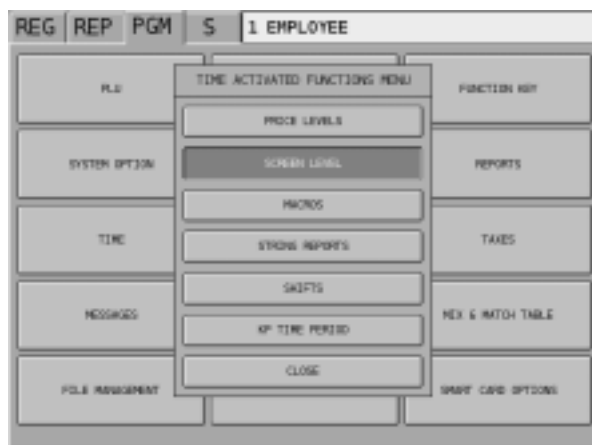 REG REP PGM S 1 EMPLOYEE
TIME ACTIVATED FUNCTIONS MENU
PLU
FUNCTION KEY
PRICE LEVELS
SYSTEM OPTION
SCREEN LEVEL
REPORTS
MACROS
TIME
STRING REPORTS
TAXES
SHIFTS
MESSAGES
KP TIME PERIOD
MIX & MATCH TABLE
CLOSE
FILE MANAGEMENT
SMART CARD OPTIONS